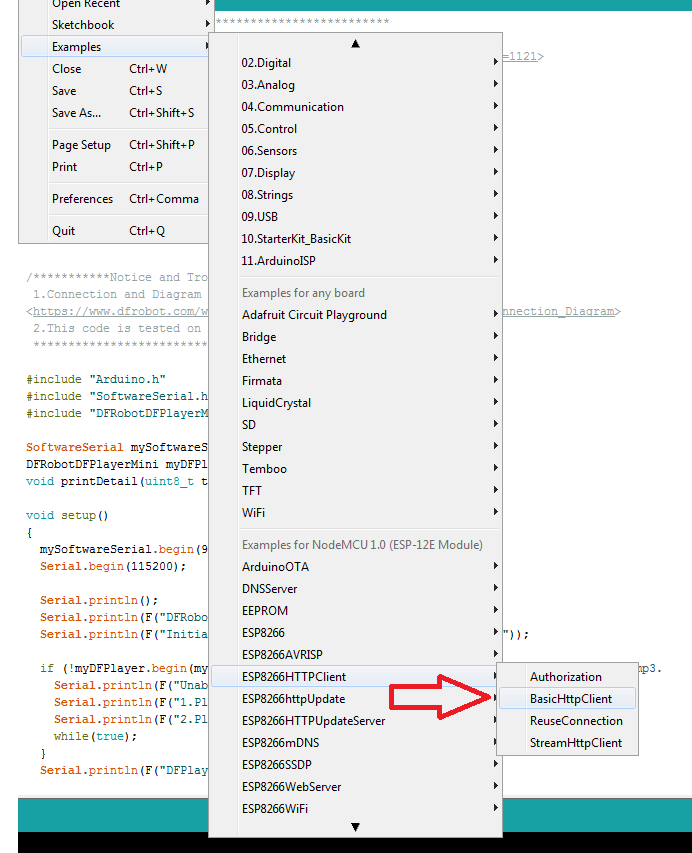 Open Recent
Sketchbook
Examples
Close Ctrl+W
Save Ctrl+S
Save As... Ctrl+Shift+S
Page Setup Ctrl+Shift+P
Print Ctrl+P
Preferences Ctrl+Comma
Quit Ctrl+Q
*************************
=1121>
02.Digital
03.Analog
04.Communication
05.Control
06.Sensors
07.Display
08.Strings
09.USB
10.StarterKit_BasicKit
11.ArduinoISP
Examples for any board
Adafruit Circuit Playground
Bridge
Ethernet
Firmata
LiquidCrystal
SD
Stepper
Temboo
TFT
WiFi
Examples for NodeMCU 1.0 (ESP-12E Module)
ArduinoOTA
DNSServer
EEPROM
ESP8266
ESP8266AVRISP
ESP8266HTTPClient
ESP8266httpUpdate
ESP8266HTTPUpdateServer
ESP8266mDNS
ESP8266SSDP
ESP8266WebServer
ESP8266WiFi
Authorization
BasicHttpClient
ReuseConnection
StreamHttpClient
/***********Notice and Tro
1.Connection and Diagram
<https://www.dfrobot.com/w nnection_Diagram>
2.This code is tested on
**************************
#include "Arduino.h"
#include "SoftwareSerial.h
#include "DFRobotDFPlayerM
SoftwareSerial mySoftwareS
DFRobotDFPlayerMini myDFPl
void printDetail(uint8_t t
void setup()
{
mySoftwareSerial.begin(9
Serial.begin(115200);
Serial.println();
Serial.println(F("DFRobo
Serial.println(F("Initia "));
if (!myDFPlayer.begin(my mp3.
Serial.println(F("Unab
Serial.println(F("1.Pl
Serial.println(F("2.Pl
while(true);
}
Serial.println(F("DFPlay